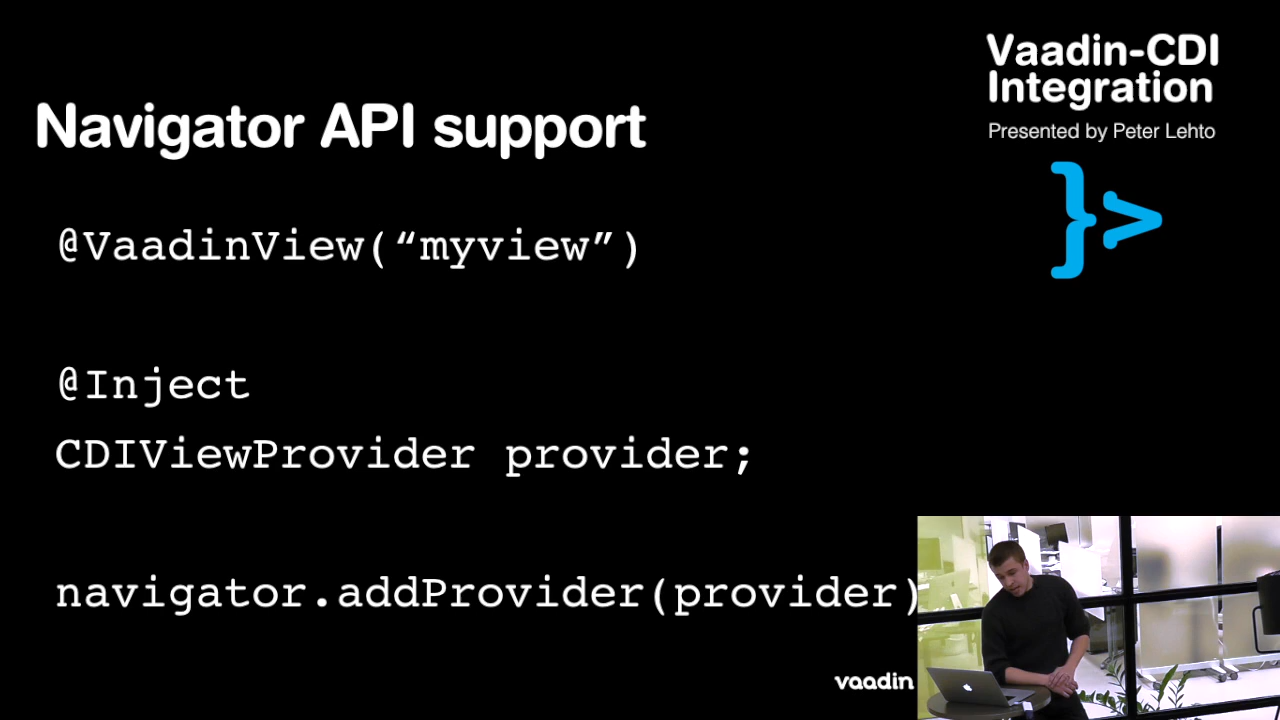 Vaadin-CDI
Integration
Presented by Peter Lehto
Navigator API support
@VaadinView(“myview”)
@Inject
CDIViewProvider provider;
navigator.addProvider(provider)
vaadin